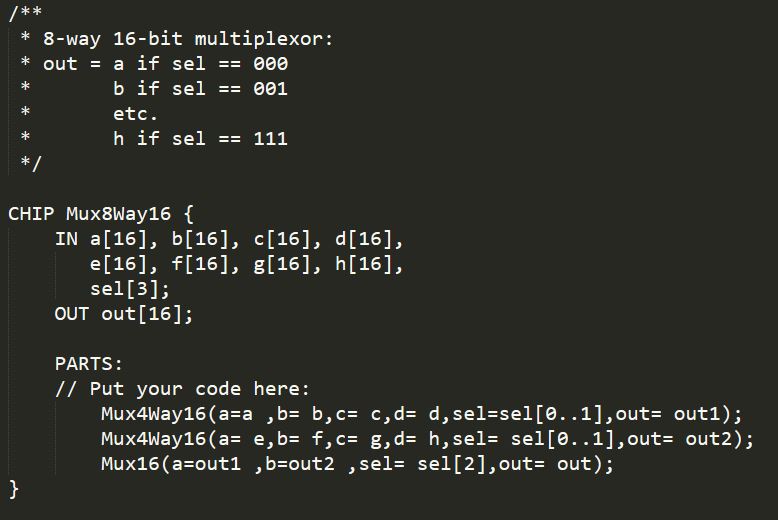 /**
 * 8-way 16-bit multiplexor:
 * out = a if sel == 000
 *       b if sel == 001
 *       etc.
 *       h if sel == 111
 */

CHIP Mux8Way16 {
    IN a[16], b[16], c[16], d[16],
       e[16], f[16], g[16], h[16],
       sel[3];
    OUT out[16];

    PARTS:
    // Put your code here:
        Mux4Way16(a=a ,b= b,c= c,d= d,sel=sel[0..1],out= out1);
        Mux4Way16(a= e,b= f,c= g,d= h,sel= sel[0..1],out= out2);
        Mux16(a=out1 ,b=out2 ,sel= sel[2],out= out);
}